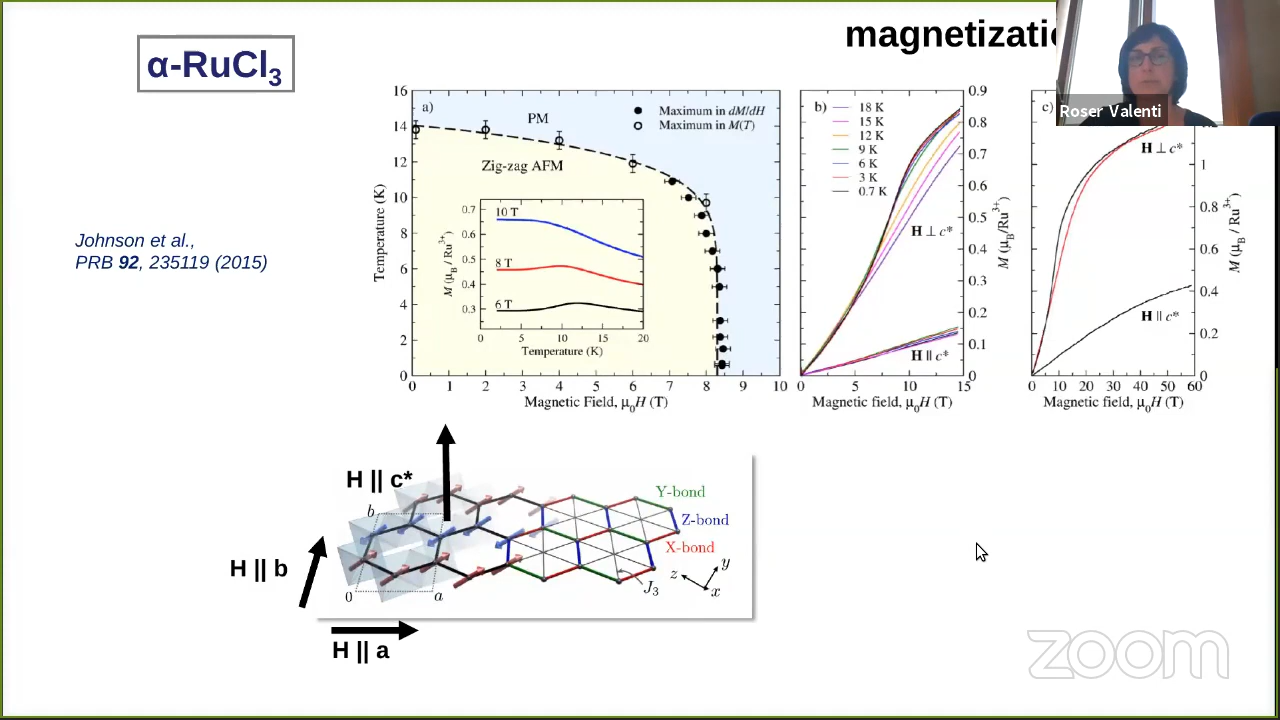 magnetizatio
α-RuCl3
Roser Valenti
Johnson et al.,
PRB 92, 235119 (2015)
a)
PM
Maximum in dM/dH
Maximum in M(T)
Zig-zag AFM
Temperature (K)
16
14
12
10
8
6
4
2
0
0 1 2 3 4 5 6 7 8 9 10
Magnetic Field, μ0H (T)
10 T
8 T
6 T
0.7
0.6
0.5
0.4
0.3
M (μB / Ru3+)
0 5 10 15 20
Temperature (K)
b)
18 K
15 K
12 K
9 K
6 K
3 K
0.7 K
H ⊥ c*
H || c*
0.9
0.8
0.7
0.6
0.5
0.4
0.3
0.2
0.1
0
M (μB/Ru3+)
0 5 10 15
Magnetic field, μ0H (T)
c)
H ⊥ c*
H || c*
1
0.8
0.6
0.4
0.2
0
M (μB / Ru3+)
0 10 20 30 40 50 60
Magnetic field, μ0H (T)
H || c*
H || b
H || a
b
0
a
Y-bond
Z-bond
X-bond
J3
z
y
x
zoom